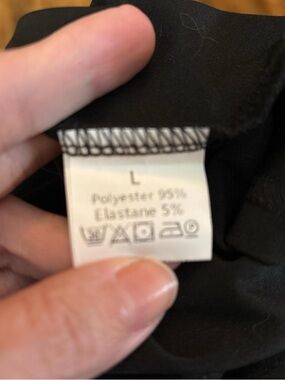 L
Polyester 95%
Elastane 5%